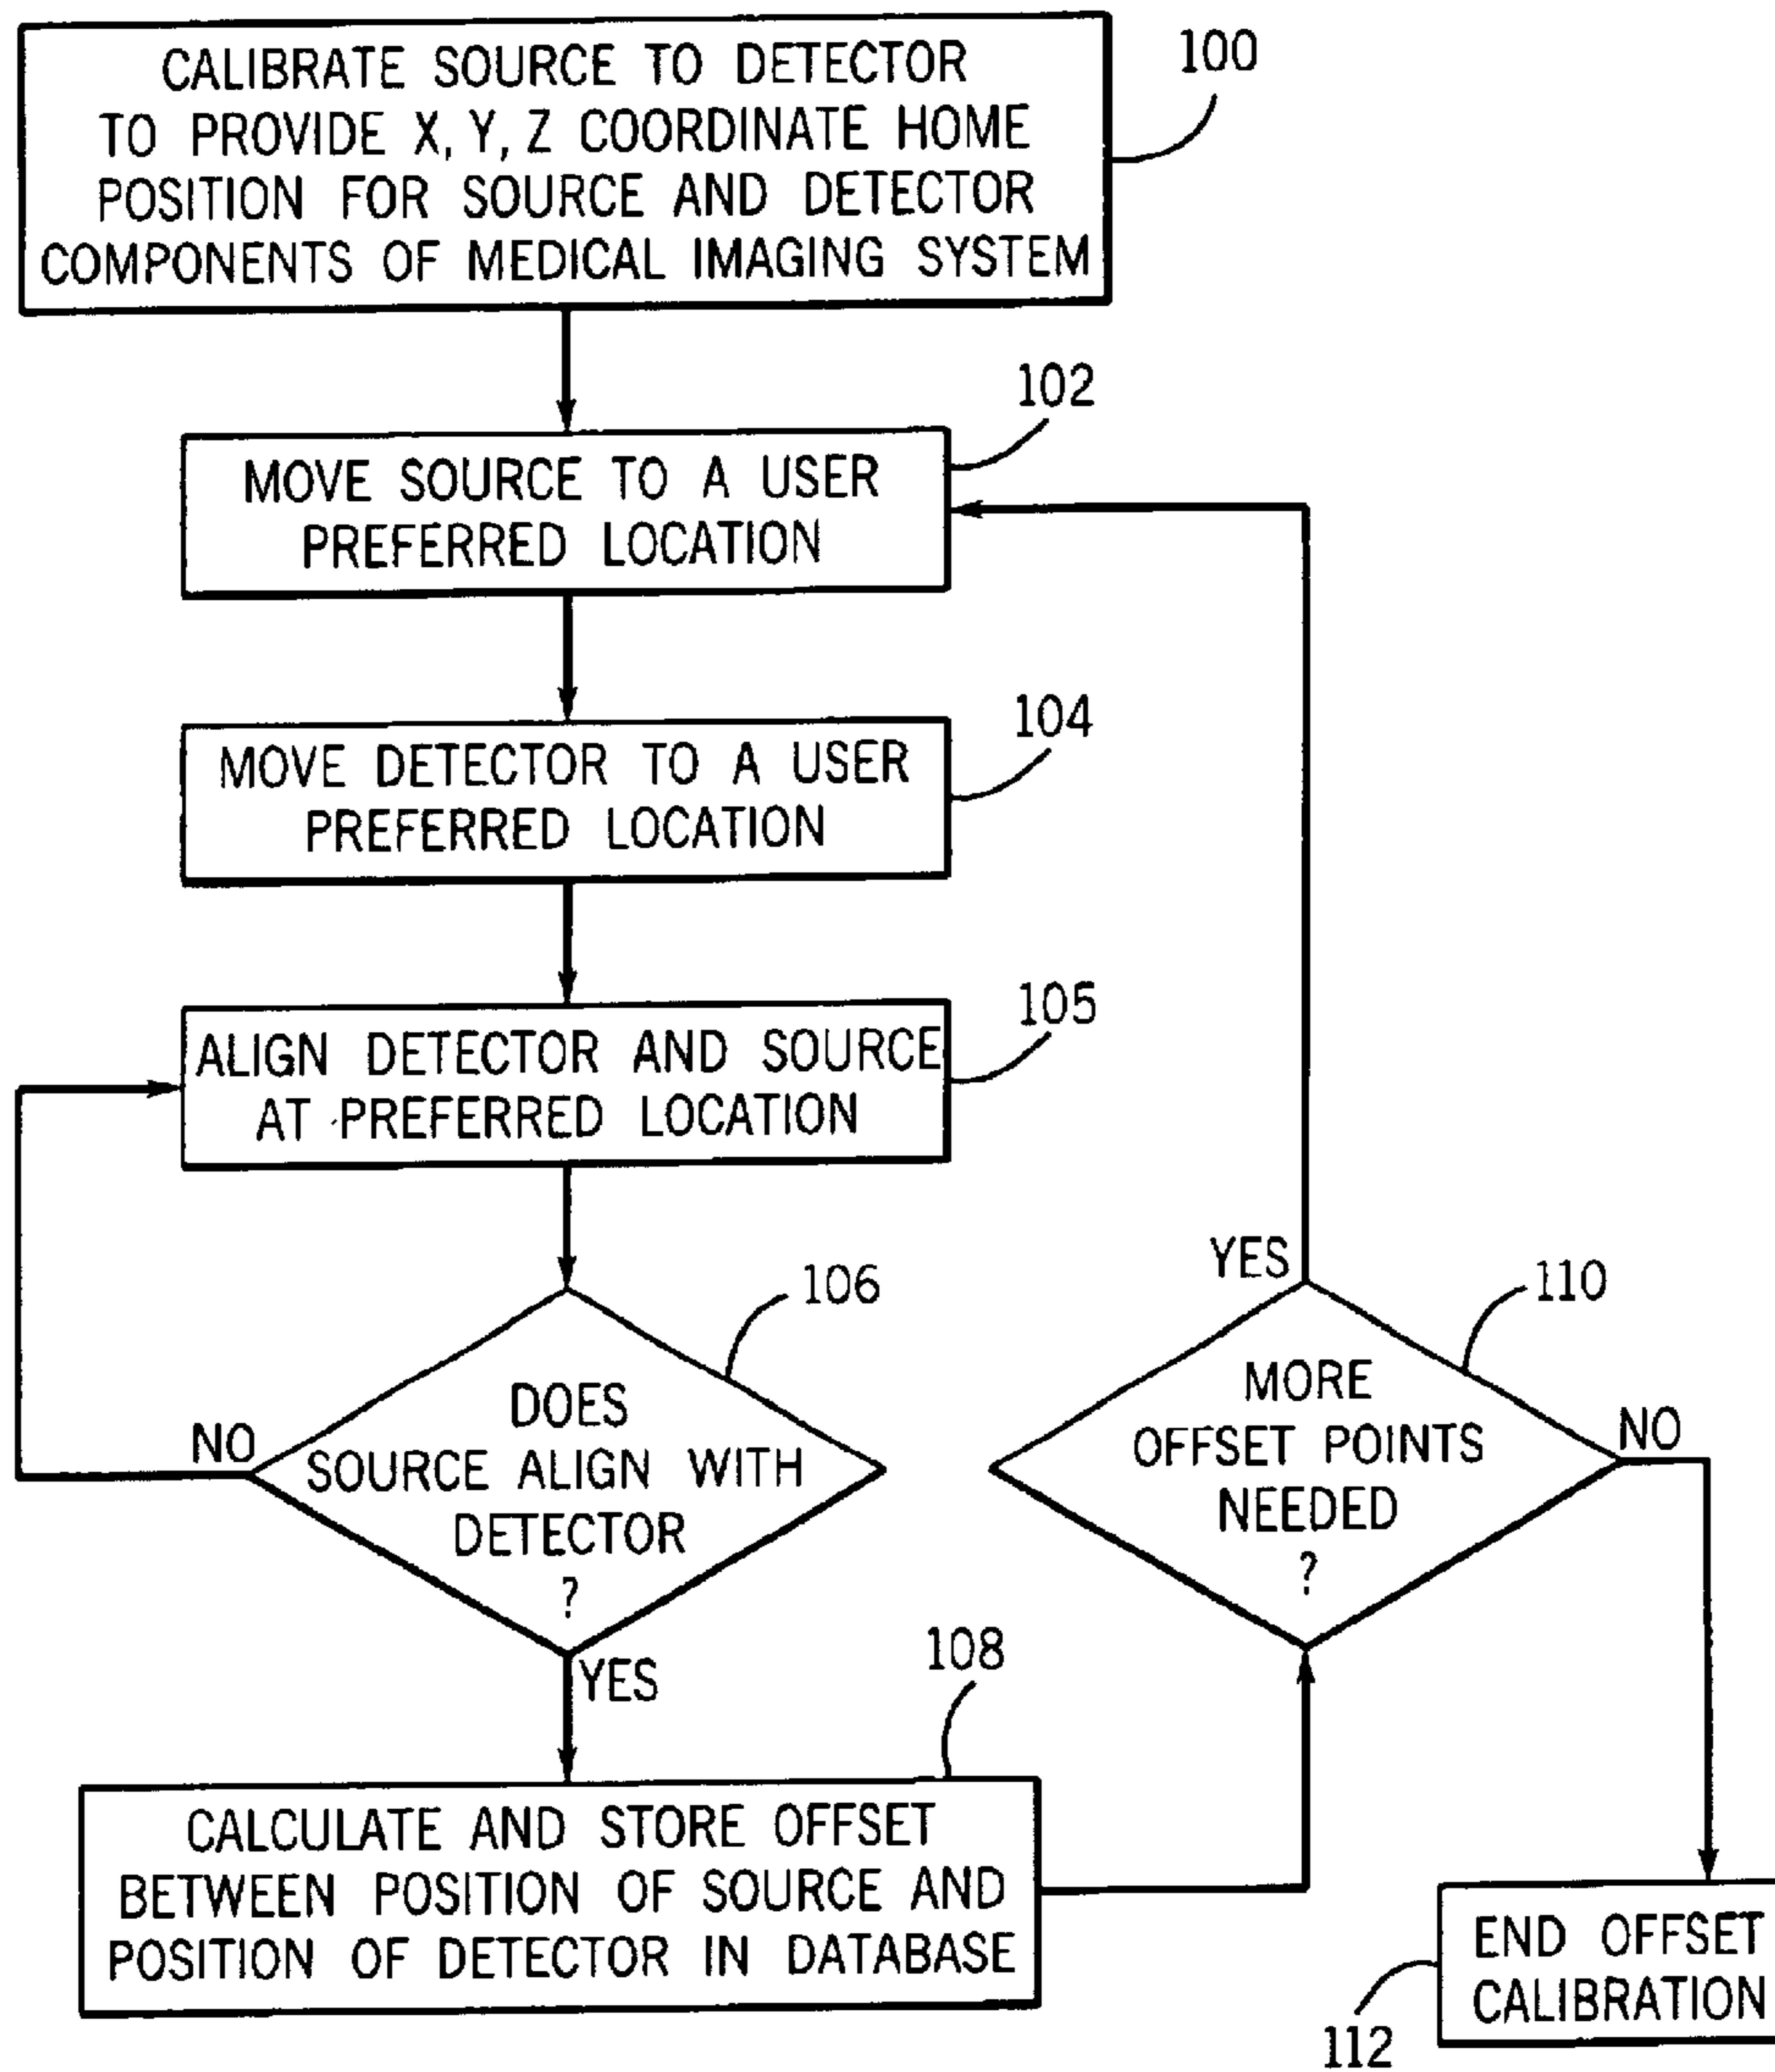 CALIBRATE SOURCE TO DETECTOR
TO PROVIDE X, Y, Z COORDINATE HOME
POSITION FOR SOURCE AND DETECTOR
COMPONENTS OF MEDICAL IMAGING SYSTEM
100
102
MOVE SOURCE TO A USER
PREFERRED LOCATION
104
MOVE DETECTOR TO A USER
PREFERRED LOCATION
105
ALIGN DETECTOR AND SOURCE
AT PREFERRED LOCATION
106
DOES
SOURCE ALIGN WITH
DETECTOR
?
NO
YES
108
CALCULATE AND STORE OFFSET
BETWEEN POSITION OF SOURCE AND
POSITION OF DETECTOR IN DATABASE
YES
110
MORE
OFFSET POINTS
NEEDED
?
NO
END OFFSET
CALIBRATION
112